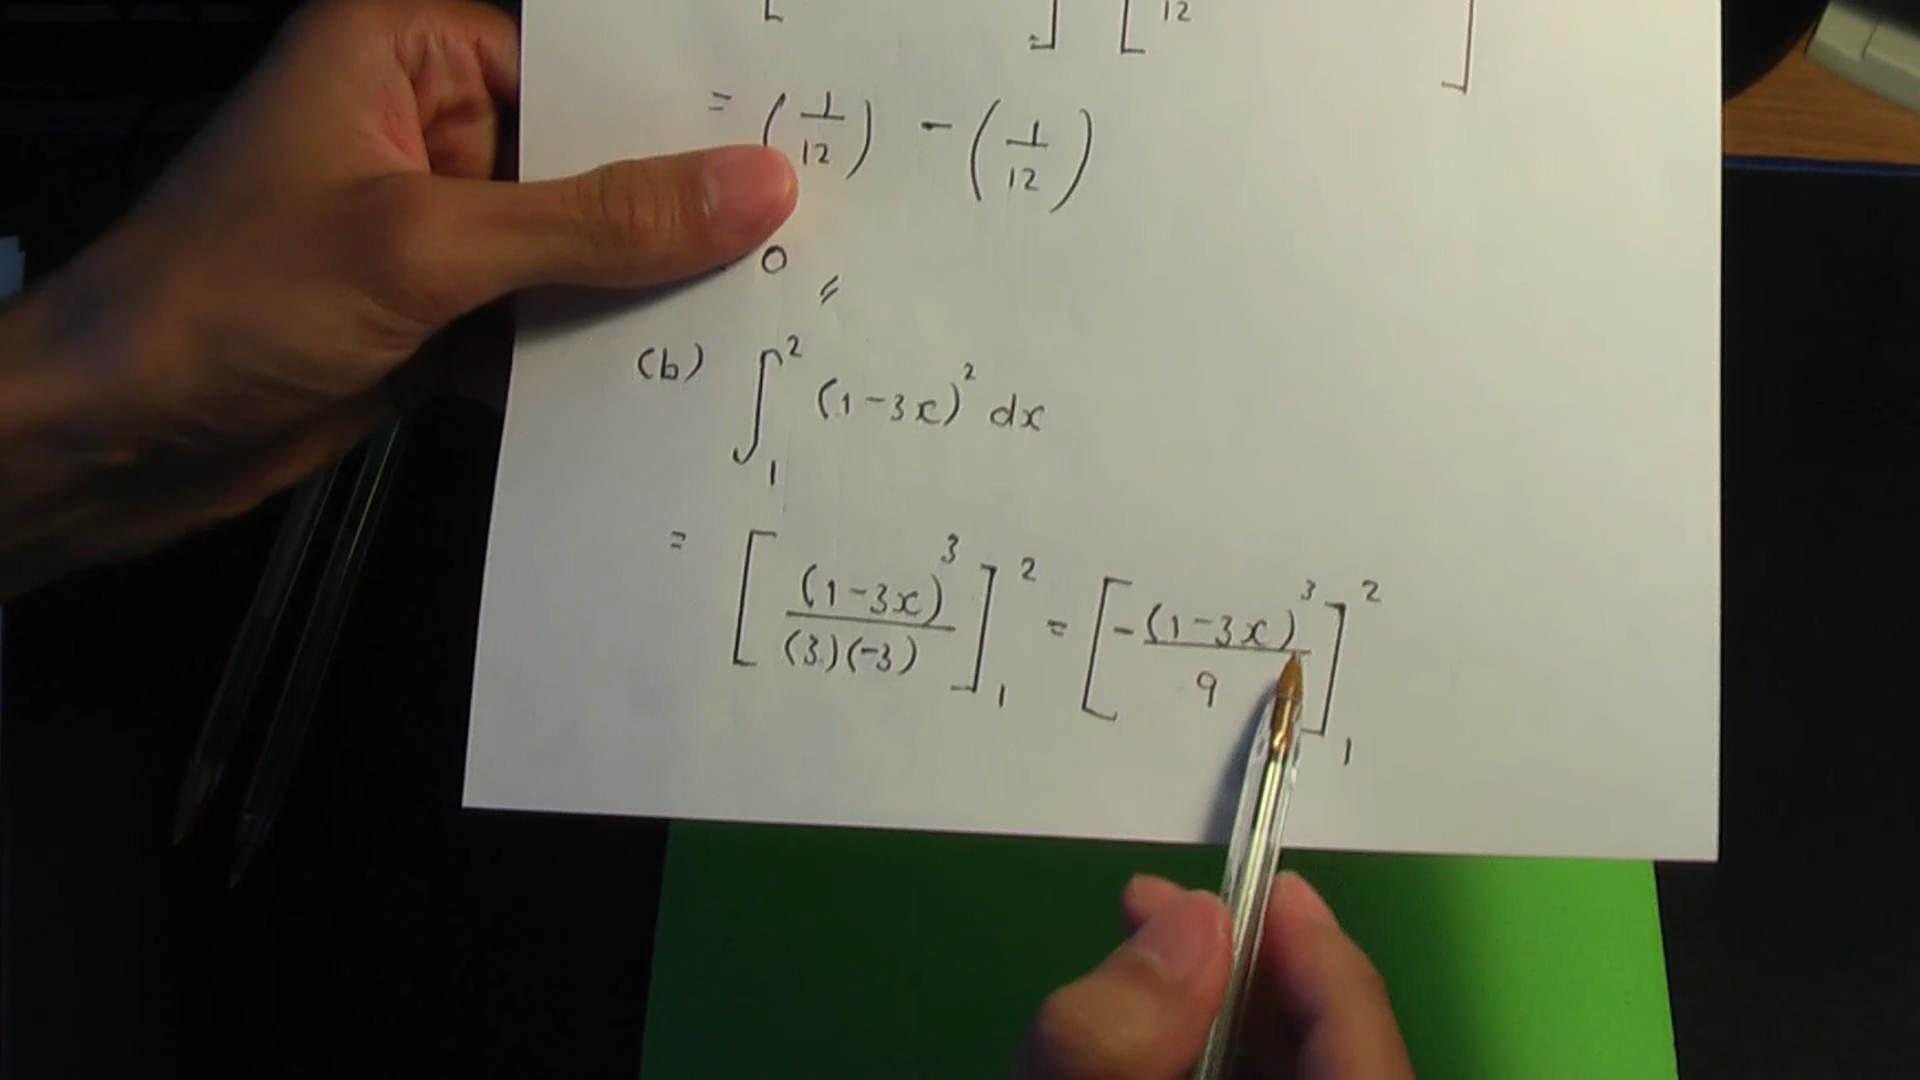 [ ] [ 12 ]
= (1/12) - (1/12)
0 //
(b) ∫₁² (1-3x)² dx
= [(1-3x)³/(3)(-3)]₁² = [-(1-3x)³/9]₁²